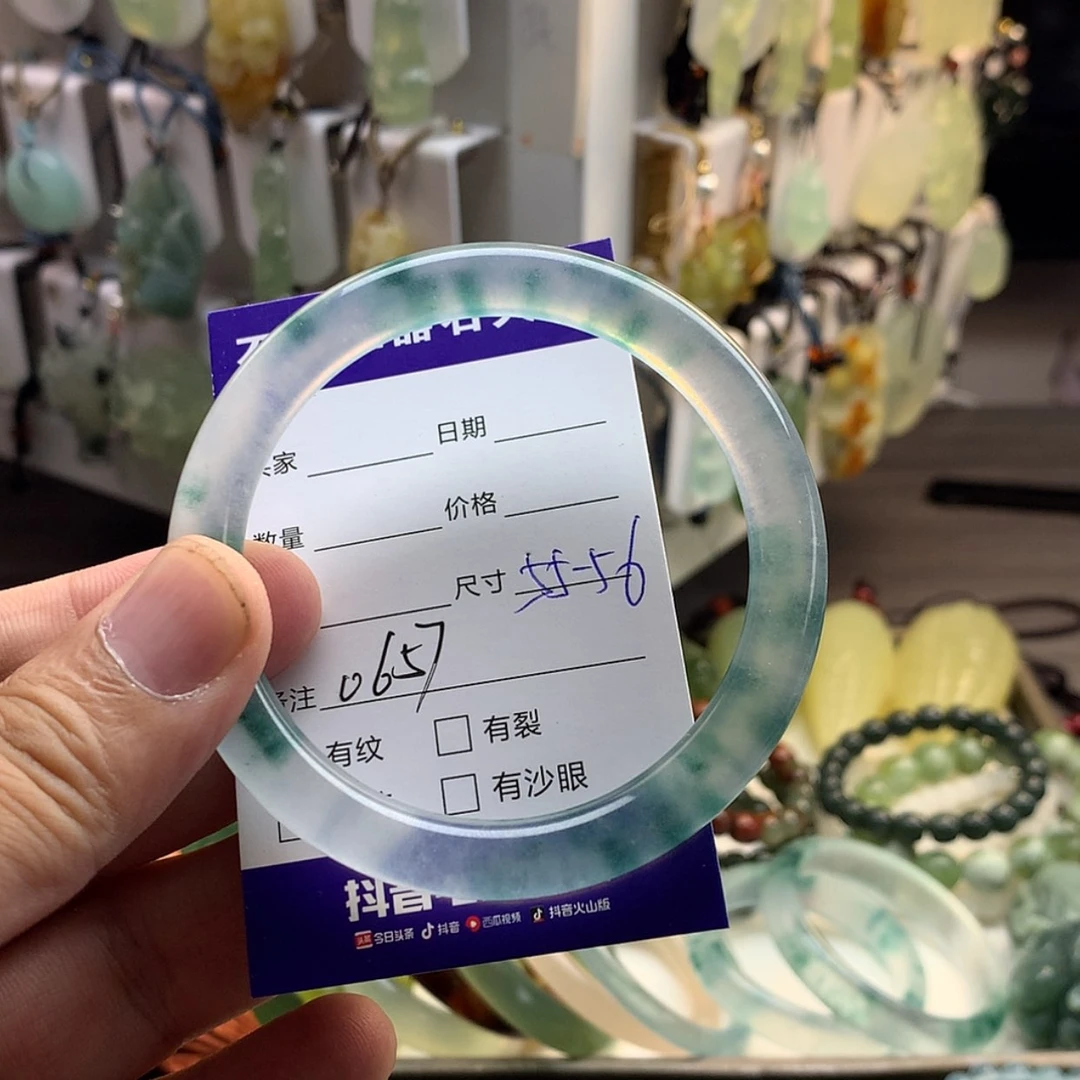 日期
家
价格
数量
尺寸 55-56
注 0657
有纹
有裂
有沙眼
抖音
今日头条 抖音 西瓜视频 抖音火山版